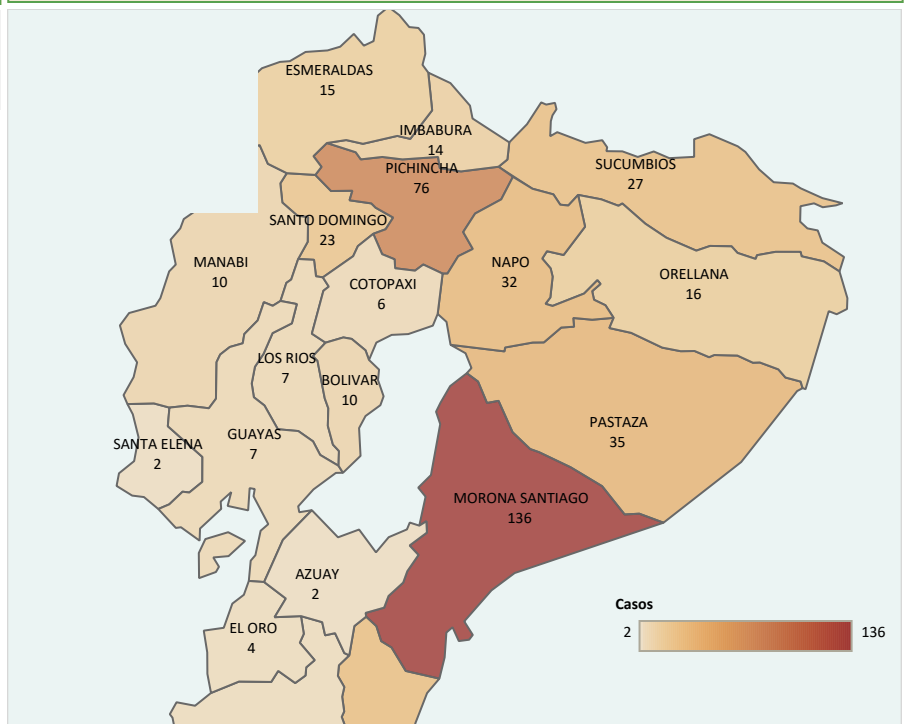 ESMERALDAS
15
IMBABURA
14
PICHINCHA
76
SUCUMBIOS
27
SANTO DOMINGO
23
MANABI
10
COTOPAXI
6
NAPO
32
ORELLANA
16
LOS RIOS
7
BOLIVAR
10
SANTA ELENA
2
GUAYAS
7
PASTAZA
35
MORONA SANTIAGO
136
AZUAY
2
EL ORO
4
Casos
2 136